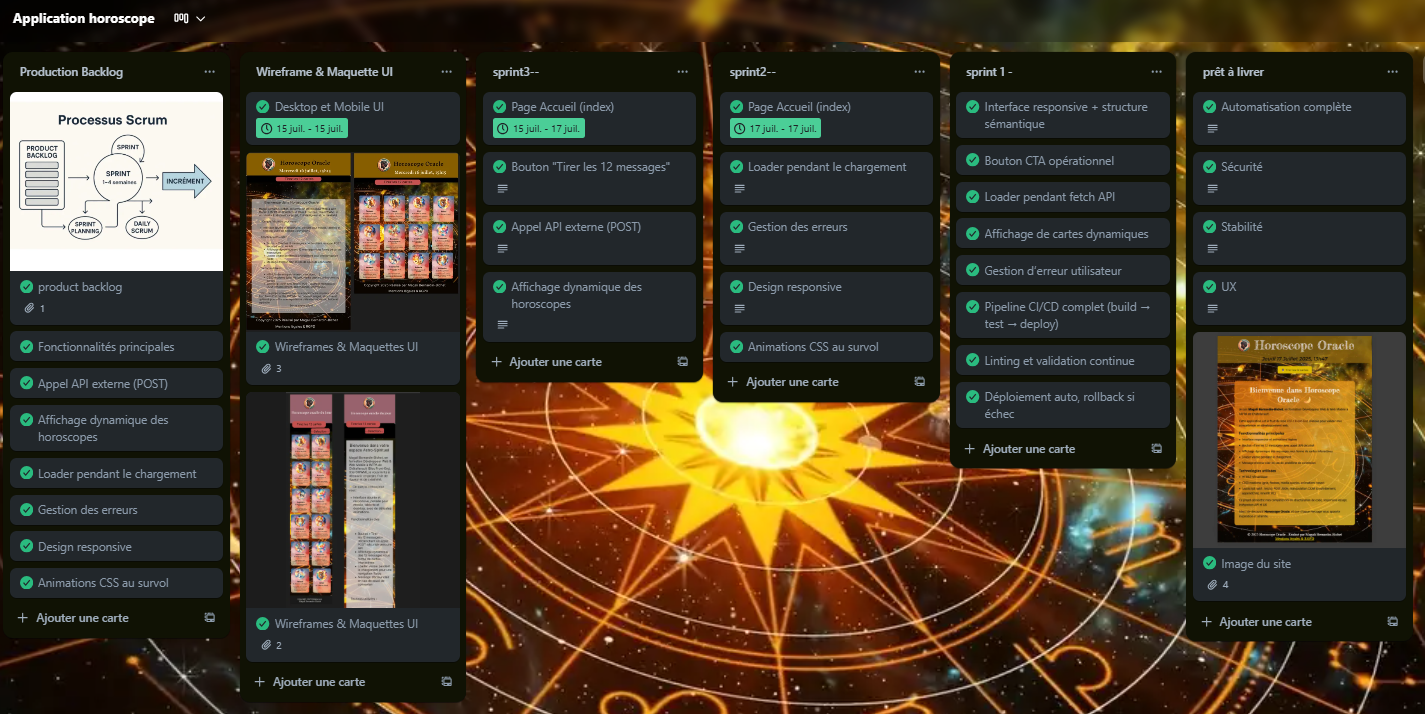 Application horoscope
Production Backlog
Processus Scrum
PRODUCT
BACKLOG
SPRINT
SPRINT
1–4 semaines
INCRÉMENT
SPRINT
PLANNING
DAILY
SCRUM
product backlog
1
Fonctionnalités principales
Appel API externe (POST)
Affichage dynamique des
horoscopes
Loader pendant le chargement
Gestion des erreurs
Design responsive
Animations CSS au survol
Ajouter une carte
Wireframe & Maquette UI
Desktop et Mobile UI
15 juil. - 15 juil.
Horoscope Oracle
Horoscope Oracle
Wireframes & Maquettes UI
3
Wireframes & Maquettes UI
2
Ajouter une carte
sprint3--
Page Accueil (index)
15 juil. - 17 juil.
Bouton "Tirer les 12 messages"
Appel API externe (POST)
Affichage dynamique des
horoscopes
Ajouter une carte
sprint2--
Page Accueil (index)
17 juil. - 17 juil.
Loader pendant le chargement
Gestion des erreurs
Design responsive
Animations CSS au survol
Ajouter une carte
sprint 1 -
Interface responsive + structure
sémantique
Bouton CTA opérationnel
Loader pendant fetch API
Affichage de cartes dynamiques
Gestion d'erreur utilisateur
Pipeline CI/CD complet (build →
test → deploy)
Linting et validation continue
Déploiement auto, rollback si
échec
Ajouter une carte
prêt à livrer
Automatisation complète
Sécurité
Stabilité
UX
Horoscope Oracle
Bienvenue dans Horoscope
Oracle
Image du site
4
Ajouter une carte